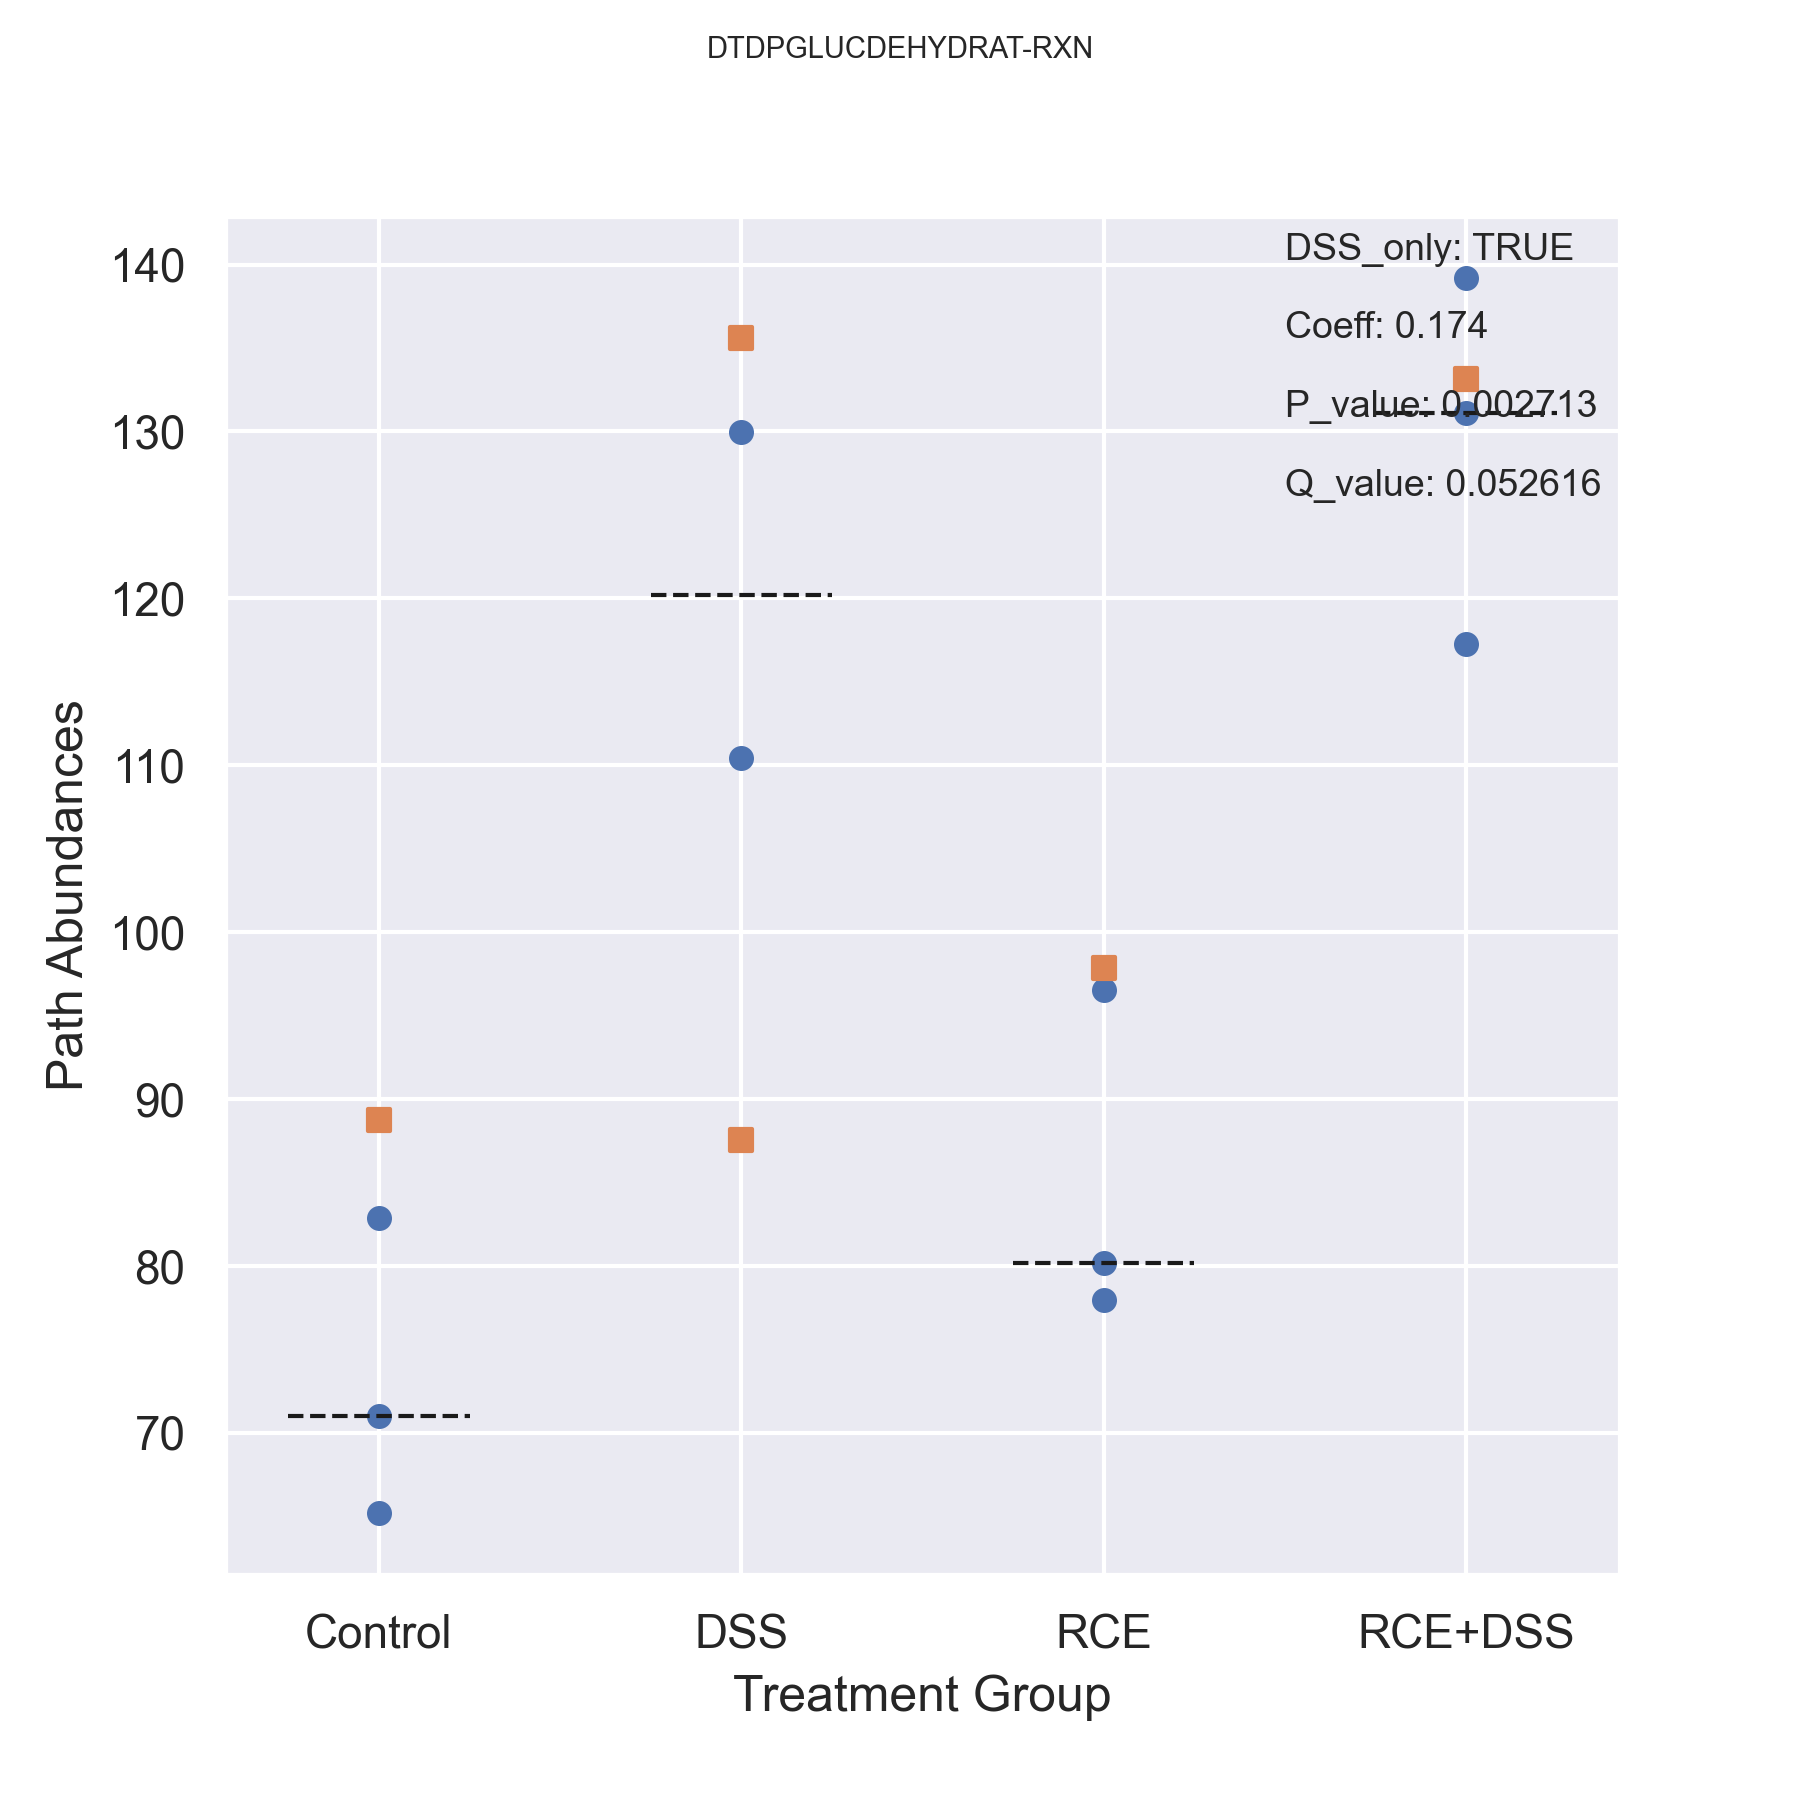 DTDPGLUCDEHYDRAT-RXN
DSS_only: TRUE
Coeff: 0.174
P_value: 0.002713
Q_value: 0.052616
140
130
120
110
100
90
80
70
Path Abundances
Control
DSS
RCE
RCE+DSS
Treatment Group